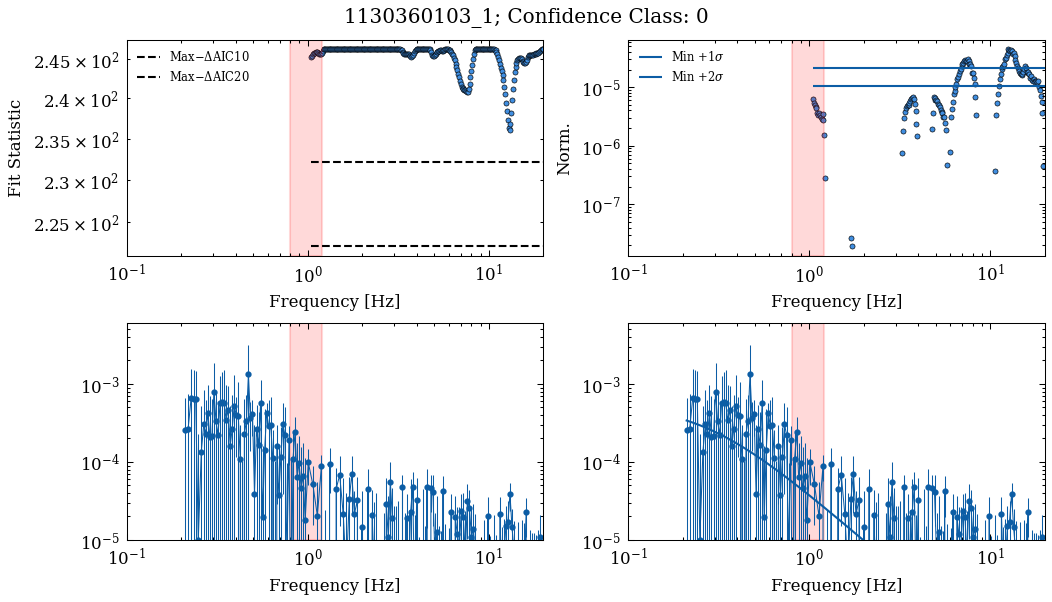 1130360103_1; Confidence Class: 0
Max−ΔAIC10
Max−ΔAIC20
Fit Statistic
2.45 × 10²
2.4 × 10²
2.35 × 10²
2.3 × 10²
2.25 × 10²
10⁻¹
10⁰
10¹
Frequency [Hz]
Min +1σ
Min +2σ
Norm.
10⁻⁵
10⁻⁶
10⁻⁷
10⁻¹
10⁰
10¹
Frequency [Hz]
10⁻³
10⁻⁴
10⁻⁵
10⁻¹
10⁰
10¹
Frequency [Hz]
10⁻³
10⁻⁴
10⁻⁵
10⁻¹
10⁰
10¹
Frequency [Hz]